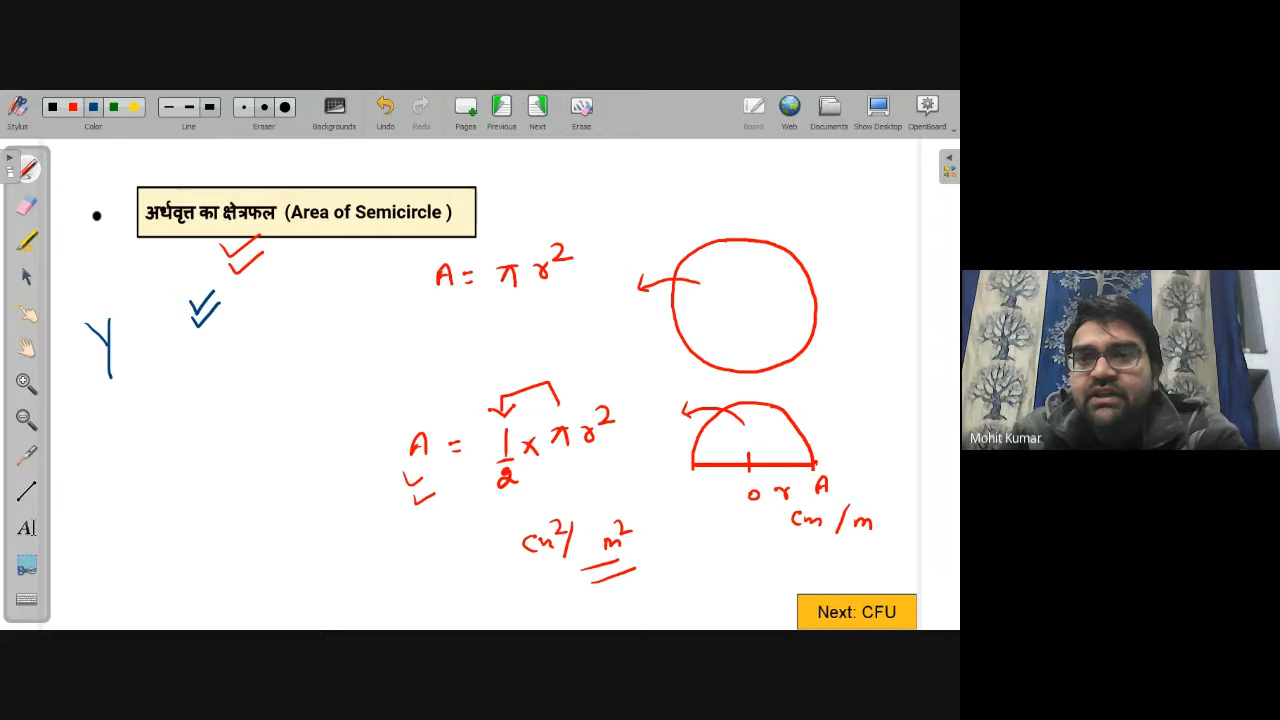 Stylus Color Line Eraser Backgrounds Undo Redo Pages Previous Next Erase Board Web Documents Show Desktop OpenBoard
• अर्धवृत्त का क्षेत्रफल (Area of Semicircle )
A = π r²
Y
A = 1/2 x π r²
o r A
cm / m
cm²/ m²
A
Mohit Kumar
Next: CFU